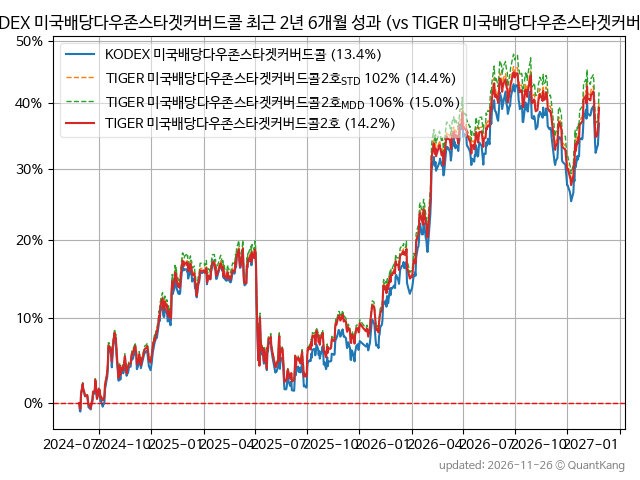 DEX 미국배당다우존스타겟커버드콜 최근 2년 6개월 성과 (vs TIGER 미국배당다우존스타겟커버
KODEX 미국배당다우존스타겟커버드콜 (13.4%)
TIGER 미국배당다우존스타겟커버드콜2호STD 102% (14.4%)
TIGER 미국배당다우존스타겟커버드콜2호MDD 106% (15.0%)
TIGER 미국배당다우존스타겟커버드콜2호 (14.2%)
50%
40%
30%
20%
10%
0%
2024-07 2024-10 2025-01 2025-04 2025-07 2025-10 2026-01 2026-04 2026-07 2026-10 2027-01
updated: 2026-11-26 © QuantKang